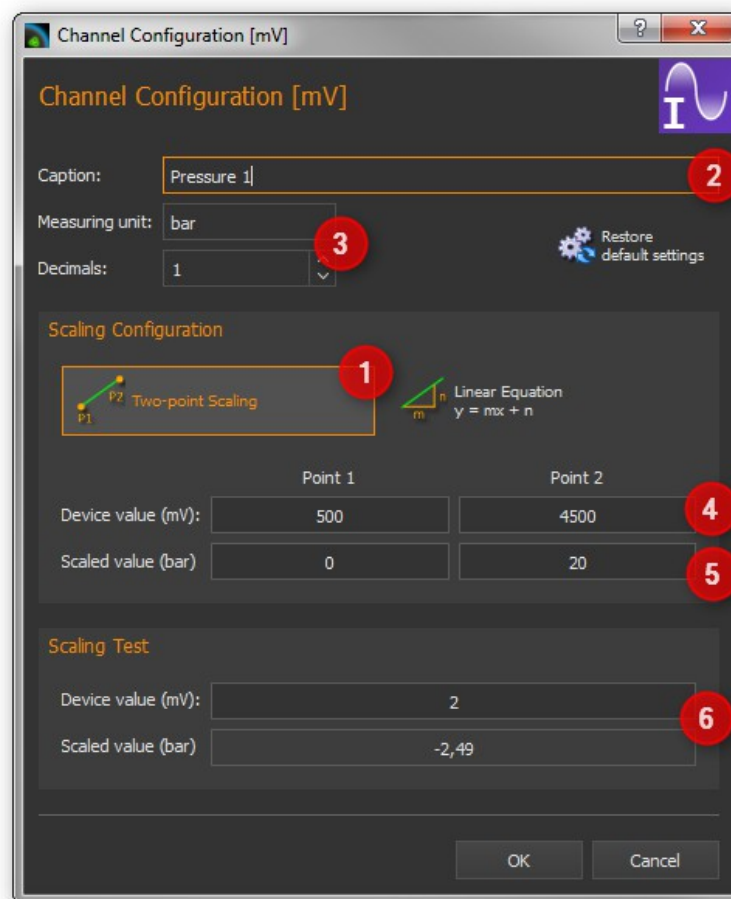 Channel Configuration [mV]
?
x
Channel Configuration [mV]
I
Caption:
Pressure 1
2
Measuring unit:
bar
3
Decimals:
1
Restore
default settings
Scaling Configuration
1
P1
P2
Two-point Scaling
m
n
Linear Equation
y = mx + n
Point 1
Point 2
Device value (mV):
500
4500
4
Scaled value (bar)
0
20
5
Scaling Test
Device value (mV):
2
6
Scaled value (bar)
-2,49
OK
Cancel